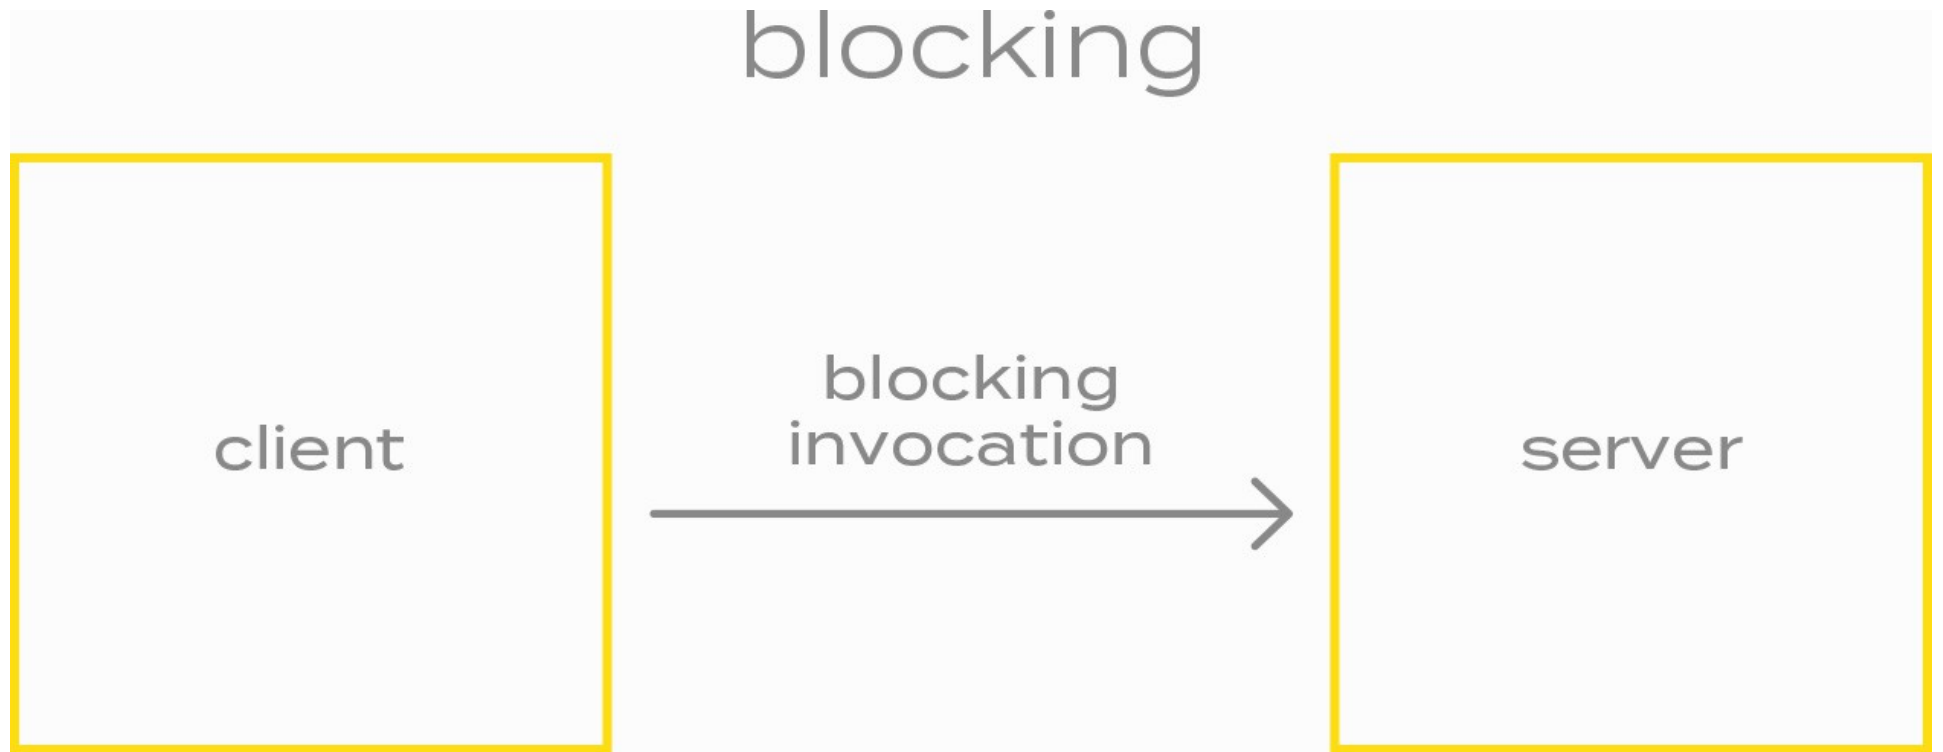 blocking
client
blocking
invocation
server